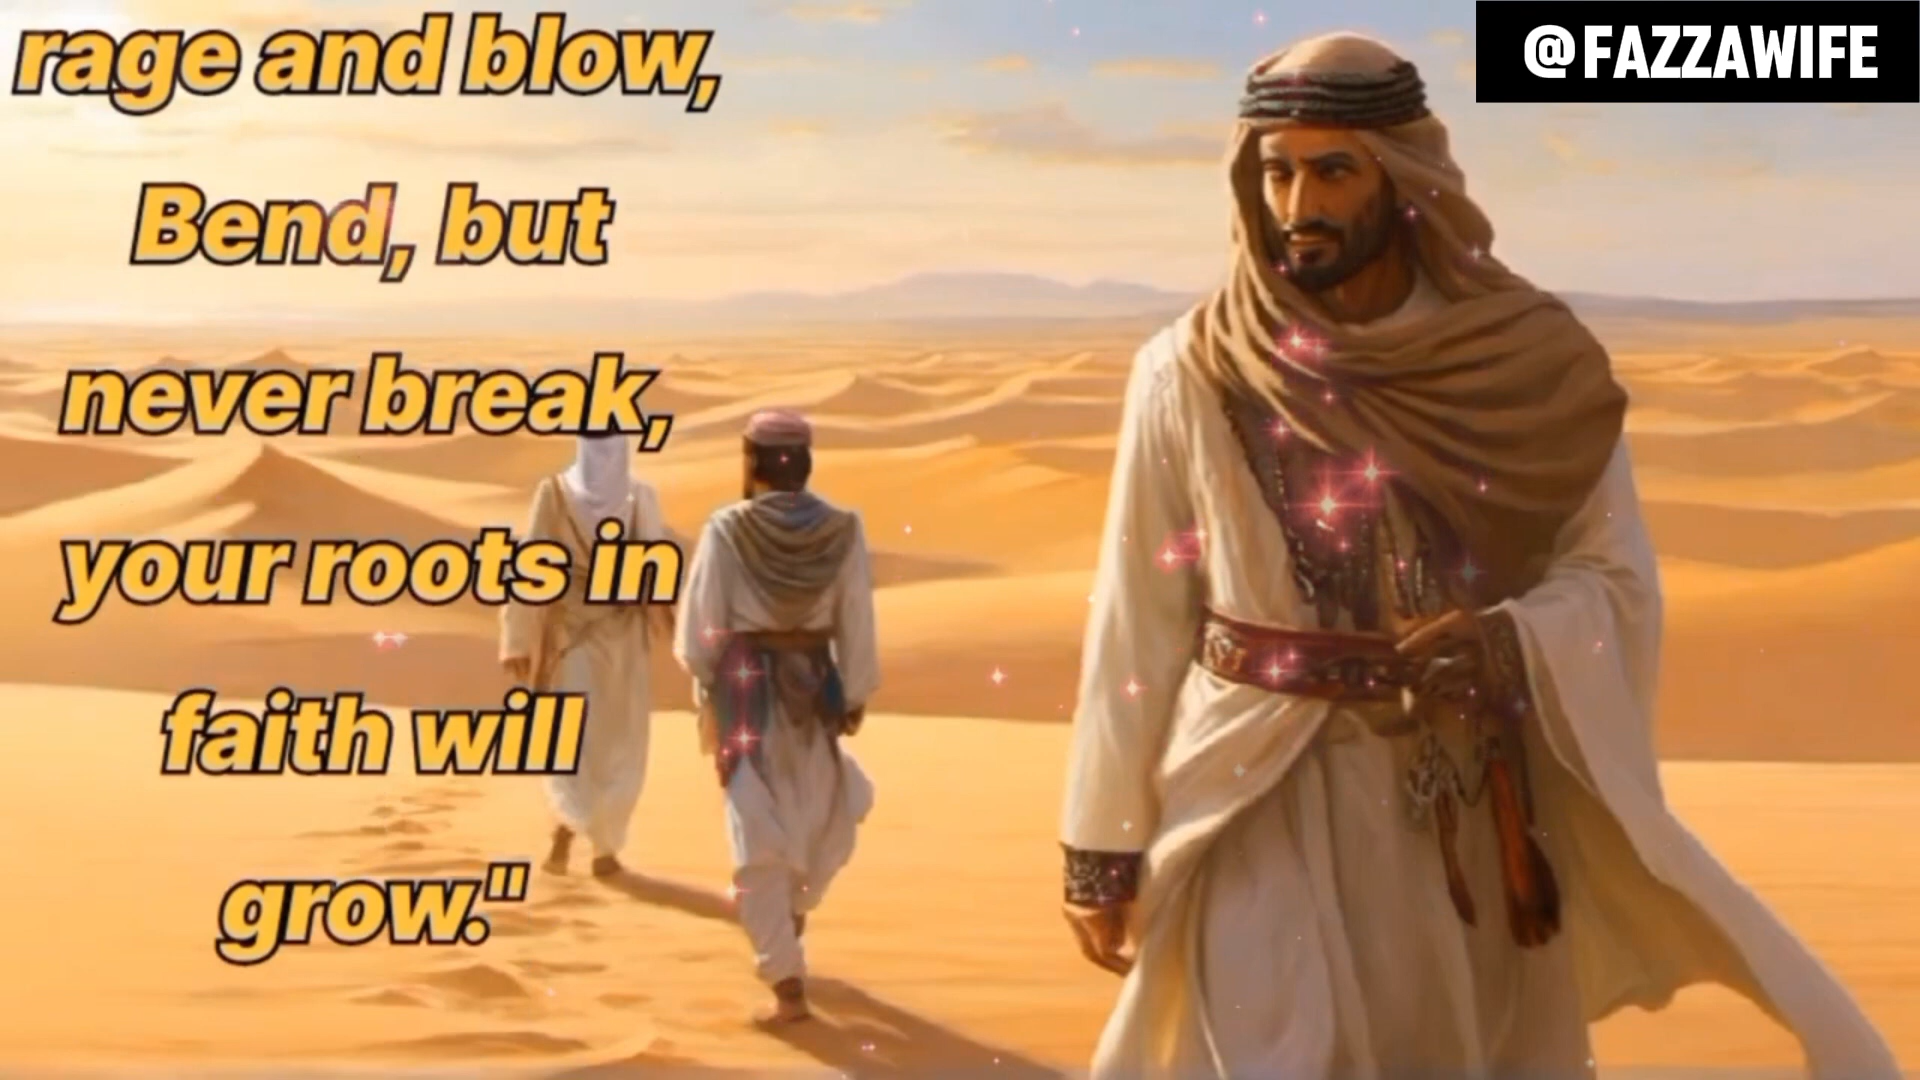 @FAZZAWIFE
rage and blow,
Bend, but
never break,
your roots in
faith will
grow."